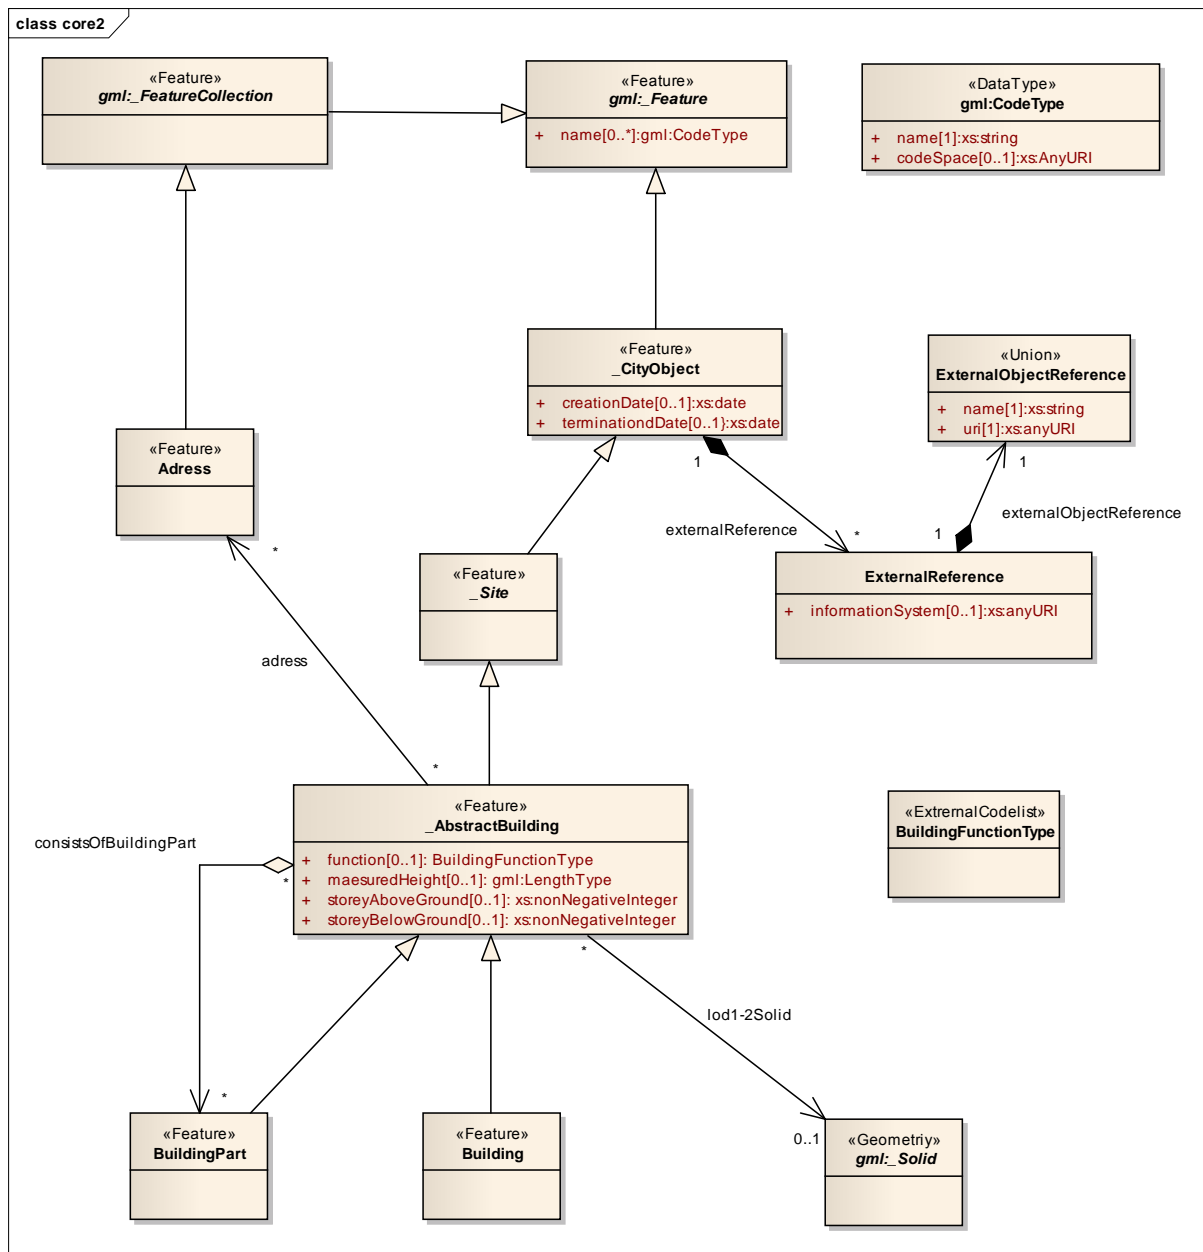 class core2
«Feature»
gml:_FeatureCollection
«Feature»
gml:_Feature
+ name[0..*]:gml:CodeType
«DataType»
gml:CodeType
+ name[1]:xs:string
+ codeSpace[0..1]:xs:AnyURI
«Feature»
_CityObject
+ creationDate[0..1]:xs:date
+ terminationdDate[0..1}:xs:date
«Union»
ExternalObjectReference
+ name[1]:xs:string
+ uri[1]:xs:anyURI
«Feature»
Adress
1
1
externalObjectReference
externalReference
*
1
*
ExternalReference
+ informationSystem[0..1]:xs:anyURI
«Feature»
_Site
adress
*
«Feature»
_AbstractBuilding
+ function[0..1]: BuildingFunctionType
+ maesuredHeight[0..1]: gml:LengthType
+ storeyAboveGround[0..1]: xs:nonNegativeInteger
+ storeyBelowGround[0..1]: xs:nonNegativeInteger
«ExtrernalCodelist»
BuildingFunctionType
consistsOfBuildingPart
*
*
lod1-2Solid
*
0..1
«Feature»
BuildingPart
«Feature»
Building
«Geometriy»
gml:_Solid